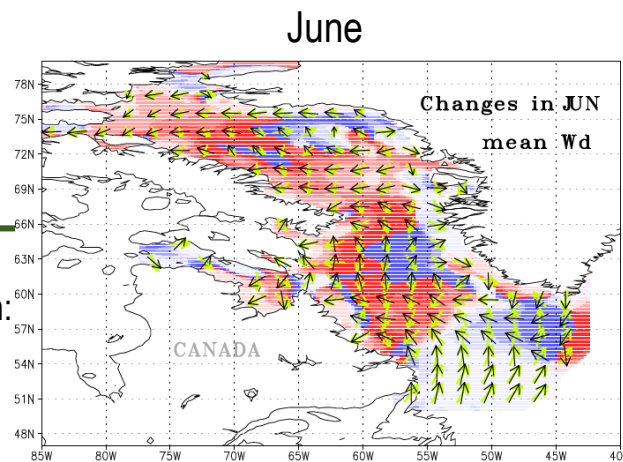 June
Changes in JUN
mean Wd
78N
75N
72N
69N
66N
63N
60N
57N
54N
51N
48N
CANADA
85W 80W 75W 70W 65W 60W 55W 50W 45W 40
: